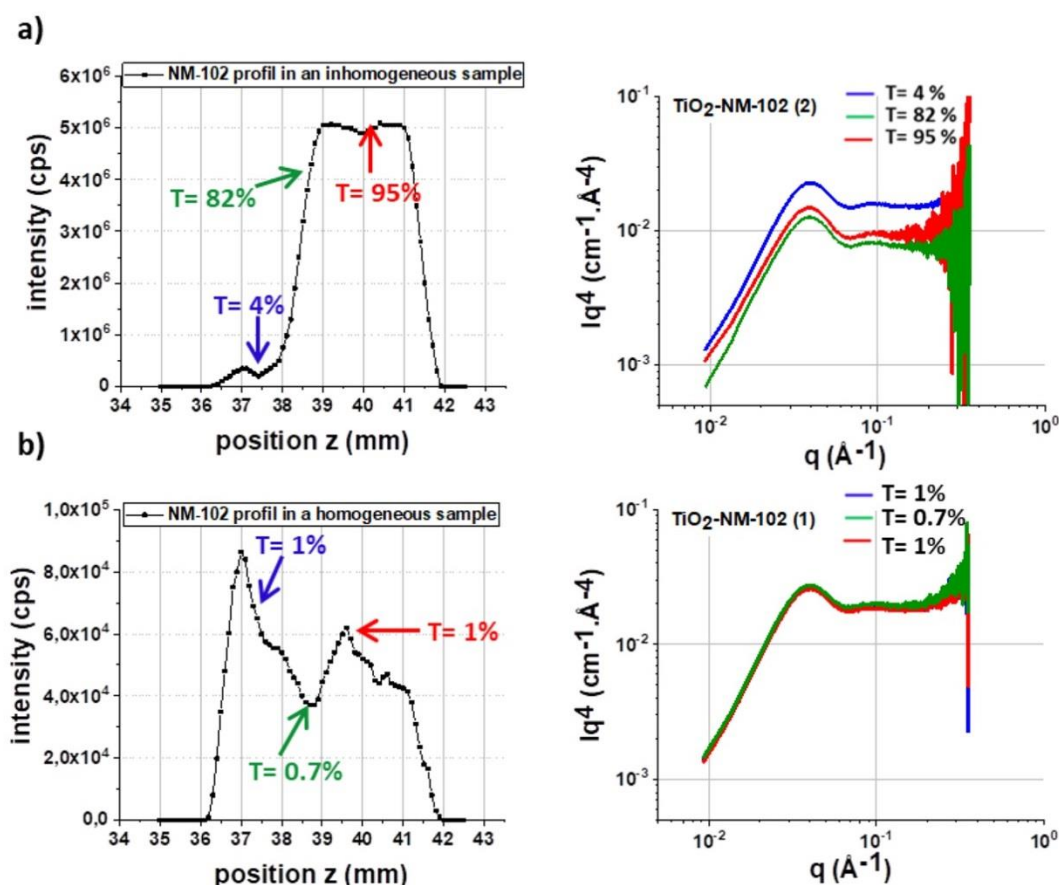 a)
NM-102 profil in an inhomogeneous sample
intensity (cps)
6x10⁶
5x10⁶
4x10⁶
3x10⁶
2x10⁶
1x10⁶
0
T= 82%
T= 95%
T= 4%
34 35 36 37 38 39 40 41 42 43
position z (mm)
TiO₂-NM-102 (2)
T= 4 %
T= 82 %
T= 95 %
Iq⁴ (cm⁻¹.Å⁻⁴)
10⁻¹
10⁻²
10⁻³
10⁻² 10⁻¹ 10⁰
q (Å⁻¹)
b)
NM-102 profil in a homogeneous sample
intensity (cps)
1,0x10⁵
8,0x10⁴
6,0x10⁴
4,0x10⁴
2,0x10⁴
0,0
T= 1%
T= 1%
T= 0.7%
34 35 36 37 38 39 40 41 42 43
position z (mm)
TiO₂-NM-102 (1)
T= 1%
T= 0.7%
T= 1%
Iq⁴ (cm⁻¹.Å⁻⁴)
10⁻¹
10⁻²
10⁻³
10⁻² 10⁻¹ 10⁰
q (Å⁻¹)